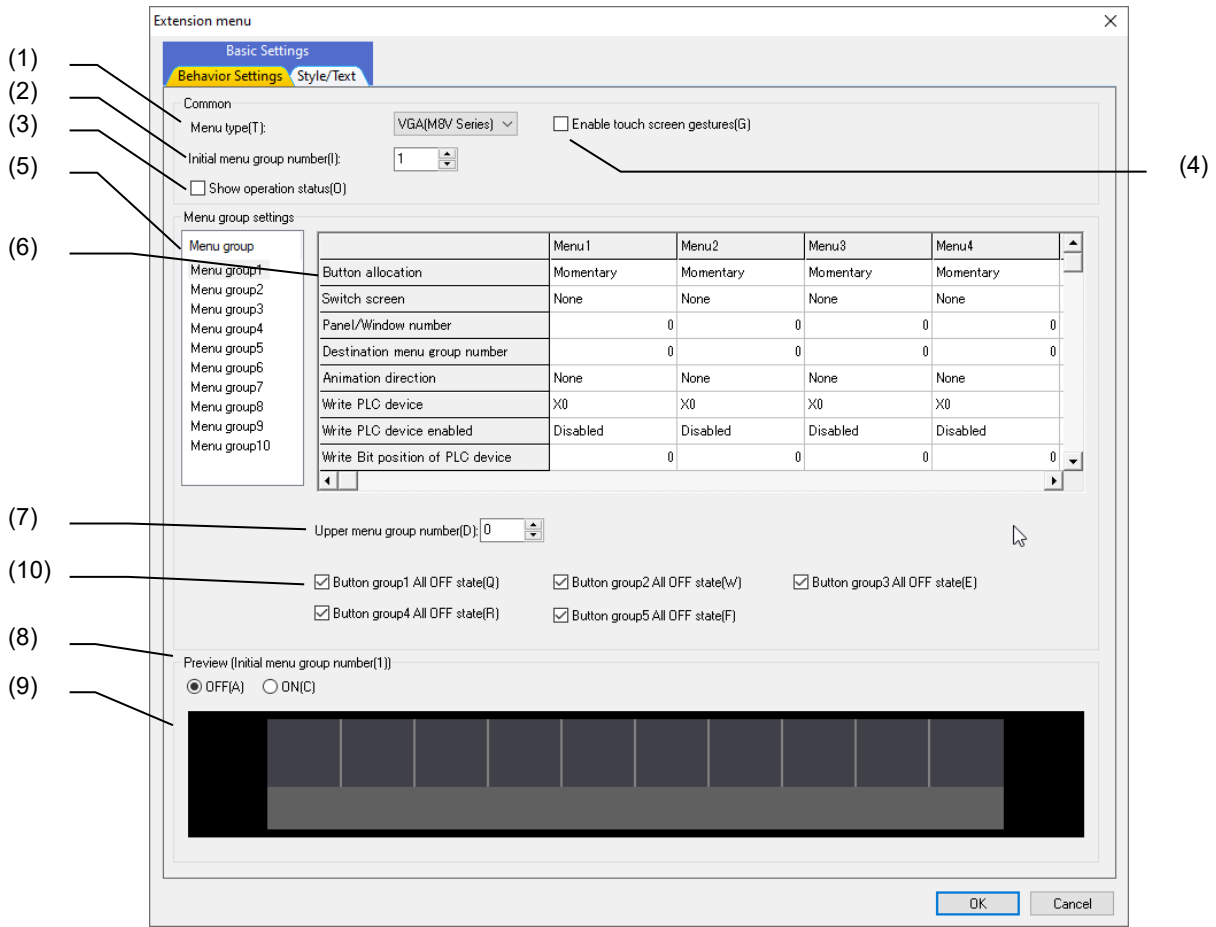 Extension menu
Basic Settings
Behavior Settings Style/Text
(1)
(2)
(3)
(5)
(6)
(7)
(10)
(8)
(9)
(4)
Common
Menu type(T): VGA(M8V Series) Enable touch screen gestures(G)
Initial menu group number(I): 1
Show operation status(O)
Menu group settings
Menu group
Menu group1
Menu group2
Menu group3
Menu group4
Menu group5
Menu group6
Menu group7
Menu group8
Menu group9
Menu group10
Menu1 Menu2 Menu3 Menu4
Button allocation Momentary Momentary Momentary Momentary
Switch screen None None None None
Panel/Window number 0 0 0 0
Destination menu group number 0 0 0 0
Animation direction None None None None
Write PLC device X0 X0 X0 X0
Write PLC device enabled Disabled Disabled Disabled Disabled
Write Bit position of PLC device 0 0 0 0
Upper menu group number(D): 0
Button group1 All OFF state(Q) Button group2 All OFF state(W) Button group3 All OFF state(E)
Button group4 All OFF state(R) Button group5 All OFF state(F)
Preview (Initial menu group number(1))
OFF(A) ON(C)
OK Cancel